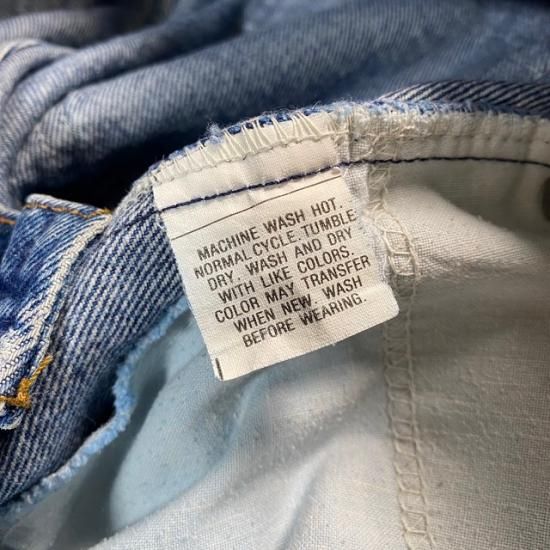 MACHINE WASH HOT.
NORMAL CYCLE. TUMBLE
DRY. WASH AND DRY
WITH LIKE COLORS.
COLOR MAY TRANSFER
WHEN NEW. WASH
BEFORE WEARING.